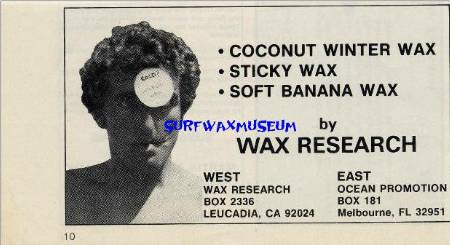 • COCONUT WINTER WAX
• STICKY WAX
• SOFT BANANA WAX
SURFWAXMUSEUM
by
WAX RESEARCH
WEST
WAX RESEARCH
BOX 2336
LEUCADIA, CA 92024
EAST
OCEAN PROMOTION
BOX 181
Melbourne, FL 32951
10